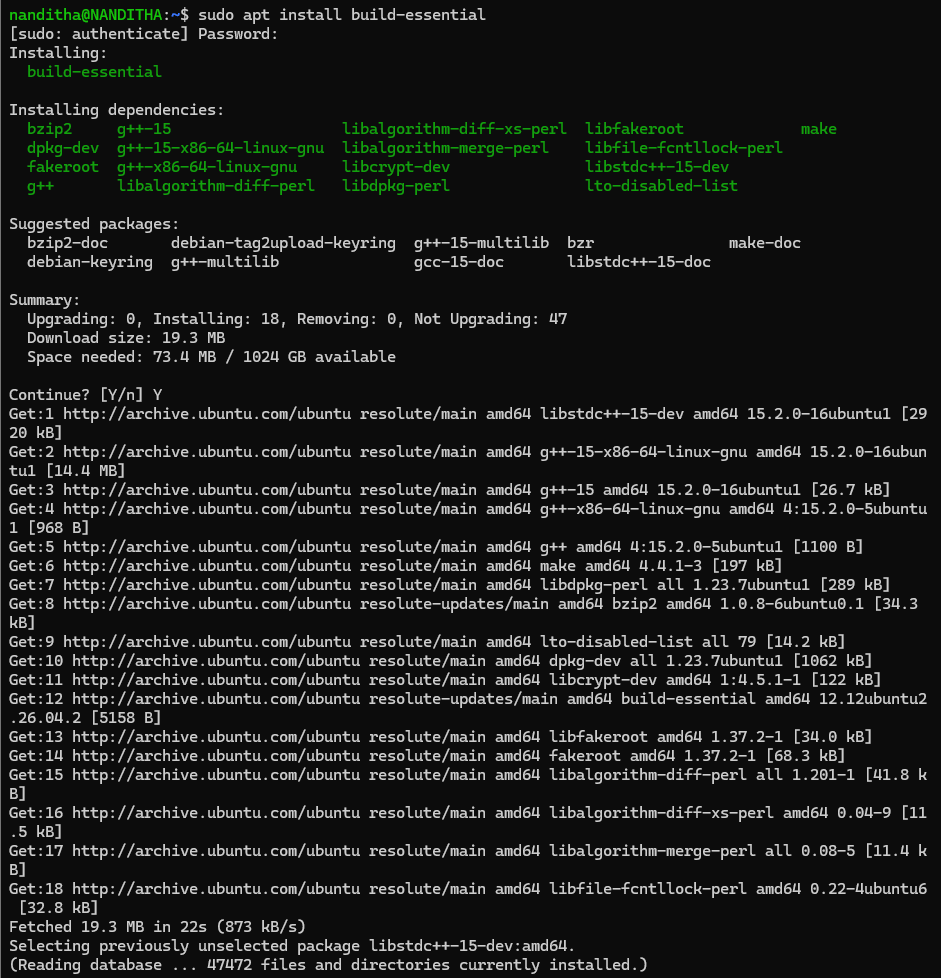 nanditha@NANDITHA:~$ sudo apt install build-essential
[sudo: authenticate] Password:
Installing:
  build-essential

Installing dependencies:
  bzip2     g++-15                   libalgorithm-diff-xs-perl  libfakeroot             make
  dpkg-dev  g++-15-x86-64-linux-gnu  libalgorithm-merge-perl    libfile-fcntllock-perl
  fakeroot  g++-x86-64-linux-gnu     libcrypt-dev               libstdc++-15-dev
  g++       libalgorithm-diff-perl   libdpkg-perl               lto-disabled-list

Suggested packages:
  bzip2-doc       debian-tag2upload-keyring  g++-15-multilib  bzr               make-doc
  debian-keyring  g++-multilib               gcc-15-doc       libstdc++-15-doc

Summary:
  Upgrading: 0, Installing: 18, Removing: 0, Not Upgrading: 47
  Download size: 19.3 MB
  Space needed: 73.4 MB / 1024 GB available

Continue? [Y/n] Y
Get:1 http://archive.ubuntu.com/ubuntu resolute/main amd64 libstdc++-15-dev amd64 15.2.0-16ubuntu1 [29
20 kB]
Get:2 http://archive.ubuntu.com/ubuntu resolute/main amd64 g++-15-x86-64-linux-gnu amd64 15.2.0-16ubun
tu1 [14.4 MB]
Get:3 http://archive.ubuntu.com/ubuntu resolute/main amd64 g++-15 amd64 15.2.0-16ubuntu1 [26.7 kB]
Get:4 http://archive.ubuntu.com/ubuntu resolute/main amd64 g++-x86-64-linux-gnu amd64 4:15.2.0-5ubuntu
1 [968 B]
Get:5 http://archive.ubuntu.com/ubuntu resolute/main amd64 g++ amd64 4:15.2.0-5ubuntu1 [1100 B]
Get:6 http://archive.ubuntu.com/ubuntu resolute/main amd64 make amd64 4.4.1-3 [197 kB]
Get:7 http://archive.ubuntu.com/ubuntu resolute/main amd64 libdpkg-perl all 1.23.7ubuntu1 [289 kB]
Get:8 http://archive.ubuntu.com/ubuntu resolute-updates/main amd64 bzip2 amd64 1.0.8-6ubuntu0.1 [34.3
kB]
Get:9 http://archive.ubuntu.com/ubuntu resolute/main amd64 lto-disabled-list all 79 [14.2 kB]
Get:10 http://archive.ubuntu.com/ubuntu resolute/main amd64 dpkg-dev all 1.23.7ubuntu1 [1062 kB]
Get:11 http://archive.ubuntu.com/ubuntu resolute/main amd64 libcrypt-dev amd64 1:4.5.1-1 [122 kB]
Get:12 http://archive.ubuntu.com/ubuntu resolute-updates/main amd64 build-essential amd64 12.12ubuntu2
.26.04.2 [5158 B]
Get:13 http://archive.ubuntu.com/ubuntu resolute/main amd64 libfakeroot amd64 1.37.2-1 [34.0 kB]
Get:14 http://archive.ubuntu.com/ubuntu resolute/main amd64 fakeroot amd64 1.37.2-1 [68.3 kB]
Get:15 http://archive.ubuntu.com/ubuntu resolute/main amd64 libalgorithm-diff-perl all 1.201-1 [41.8 k
B]
Get:16 http://archive.ubuntu.com/ubuntu resolute/main amd64 libalgorithm-diff-xs-perl amd64 0.04-9 [11
.5 kB]
Get:17 http://archive.ubuntu.com/ubuntu resolute/main amd64 libalgorithm-merge-perl all 0.08-5 [11.4 k
B]
Get:18 http://archive.ubuntu.com/ubuntu resolute/main amd64 libfile-fcntllock-perl amd64 0.22-4ubuntu6
 [32.8 kB]
Fetched 19.3 MB in 22s (873 kB/s)
Selecting previously unselected package libstdc++-15-dev:amd64.
(Reading database ... 47472 files and directories currently installed.)